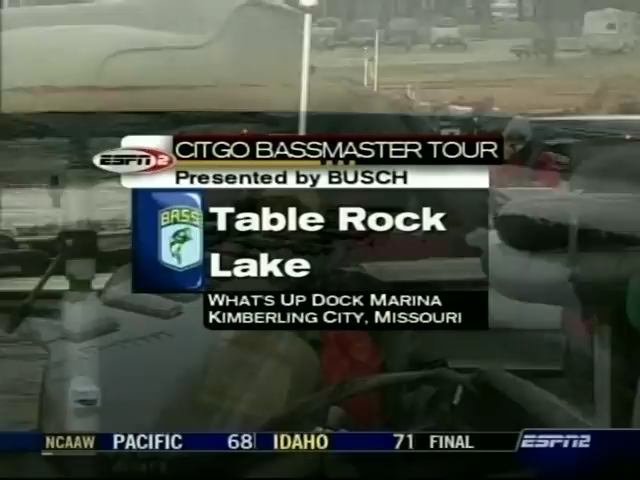 ESPN2
CITGO BASSMASTER TOUR
Presented by BUSCH
BASS
Table Rock
Lake
WHAT'S UP DOCK MARINA
KIMBERLING CITY, MISSOURI
NCAAW PACIFIC 68 IDAHO 71 FINAL ESPN2